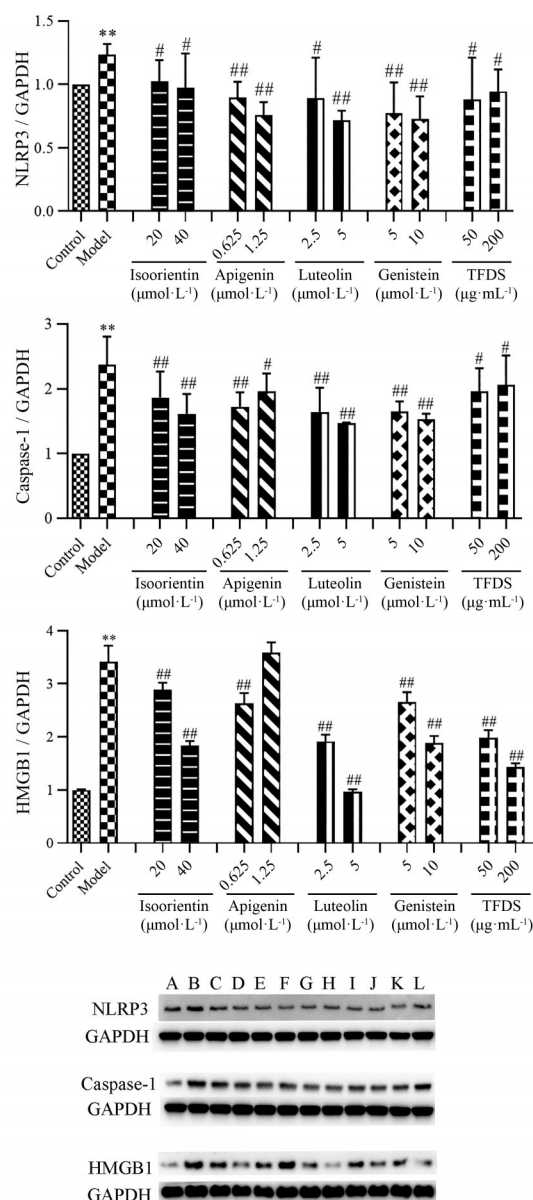 NLRP3 / GAPDH
1.5
1.0
0.5
0.0
** # # ## ## # ## ## ## # #
Control Model 20 40 0.625 1.25 2.5 5 5 10 50 200
Isoorientin Apigenin Luteolin Genistein TFDS
(μmol·L-1) (μmol·L-1) (μmol·L-1) (μmol·L-1) (μg·mL-1)
Caspase-1 / GAPDH
3
2
1
0
** ## ## ## # ## ## ## ## # #
Control Model 20 40 0.625 1.25 2.5 5 5 10 50 200
Isoorientin Apigenin Luteolin Genistein TFDS
(μmol·L-1) (μmol·L-1) (μmol·L-1) (μmol·L-1) (μg·mL-1)
HMGB1 / GAPDH
4
3
2
1
0
** ## ## ## ## ## ## ## ## ##
Control Model 20 40 0.625 1.25 2.5 5 5 10 50 200
Isoorientin Apigenin Luteolin Genistein TFDS
(μmol·L-1) (μmol·L-1) (μmol·L-1) (μmol·L-1) (μg·mL-1)
A B C D E F G H I J K L
NLRP3
GAPDH
Caspase-1
GAPDH
HMGB1
GAPDH